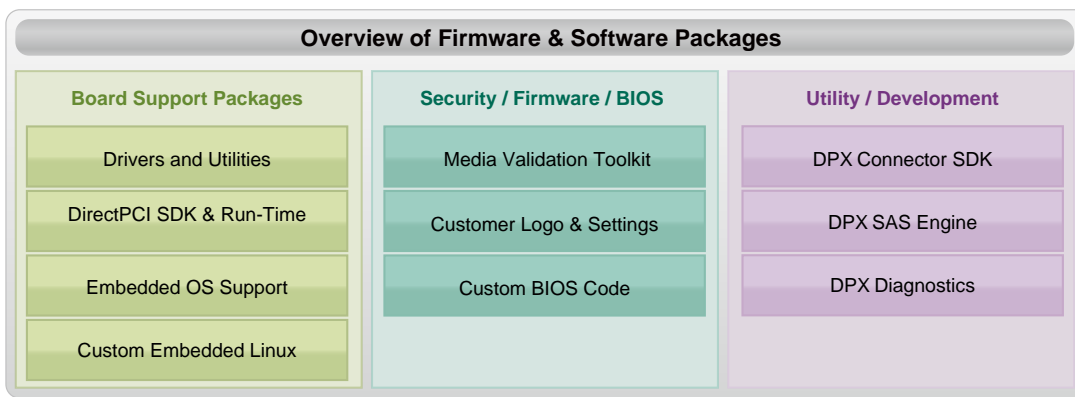 Overview of Firmware & Software Packages
Board Support Packages
Drivers and Utilities
DirectPCI SDK & Run-Time
Embedded OS Support
Custom Embedded Linux
Security / Firmware / BIOS
Media Validation Toolkit
Customer Logo & Settings
Custom BIOS Code
Utility / Development
DPX Connector SDK
DPX SAS Engine
DPX Diagnostics